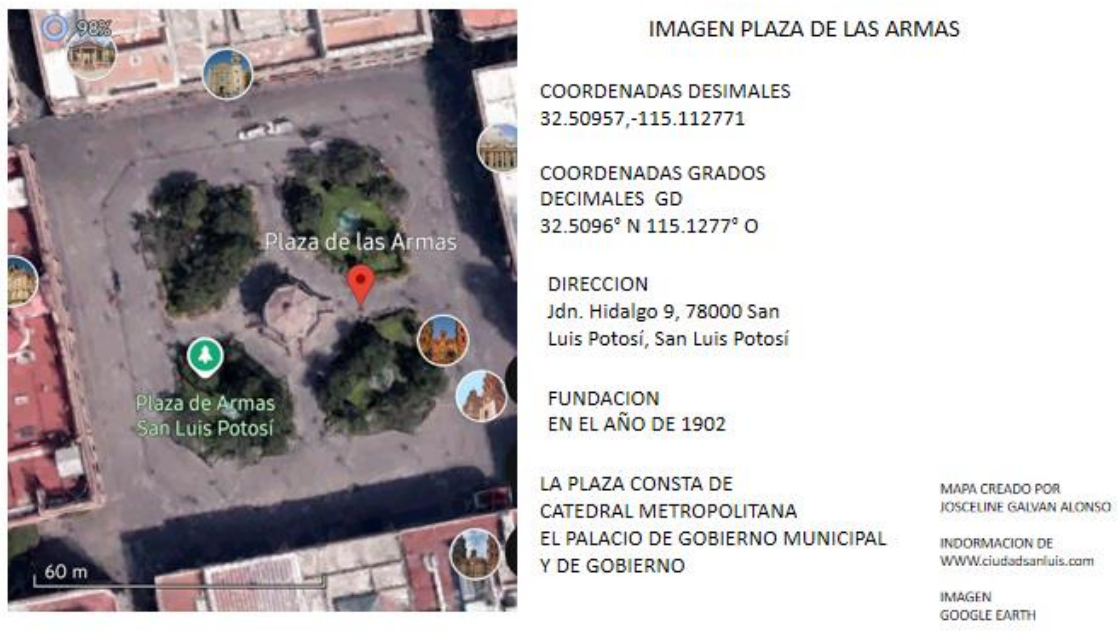 98%
Plaza de las Armas
Plaza de Armas
San Luis Potosí
60 m
IMAGEN PLAZA DE LAS ARMAS
COORDENADAS DESIMALES
32.50957,-115.112771
COORDENADAS GRADOS
DECIMALES GD
32.5096° N 115.1277° O
DIRECCION
Jdn. Hidalgo 9, 78000 San
Luis Potosí, San Luis Potosí
FUNDACION
EN EL AÑO DE 1902
LA PLAZA CONSTA DE
CATEDRAL METROPOLITANA
EL PALACIO DE GOBIERNO MUNICIPAL
Y DE GOBIERNO
MAPA CREADO POR
JOSCELINE GALVAN ALONSO
INDORMACION DE
WWW.ciudadsanluis.com
IMAGEN
GOOGLE EARTH